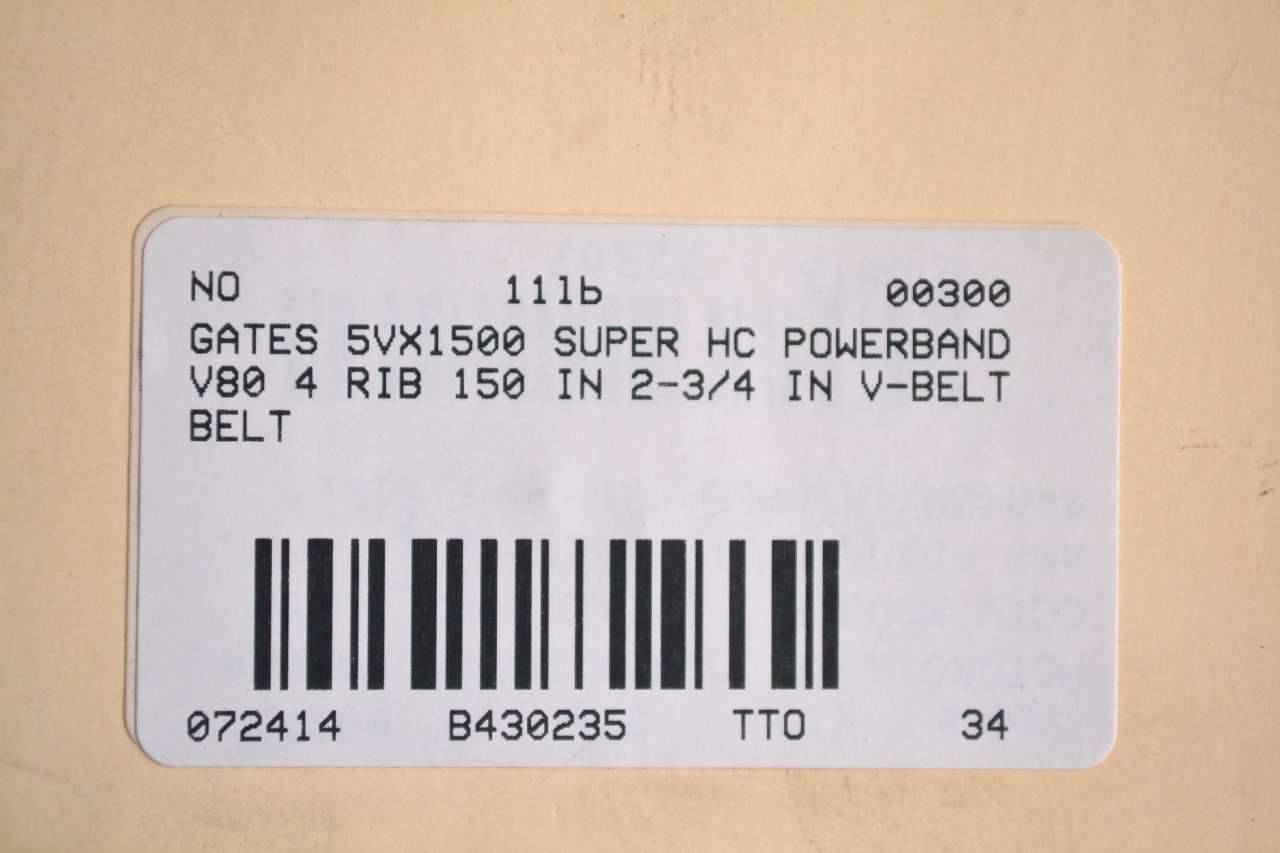 NO 11lb 00300
GATES 5VX1500 SUPER HC POWERBAND
V80 4 RIB 150 IN 2-3/4 IN V-BELT
BELT
072414 B430235 TTO 34